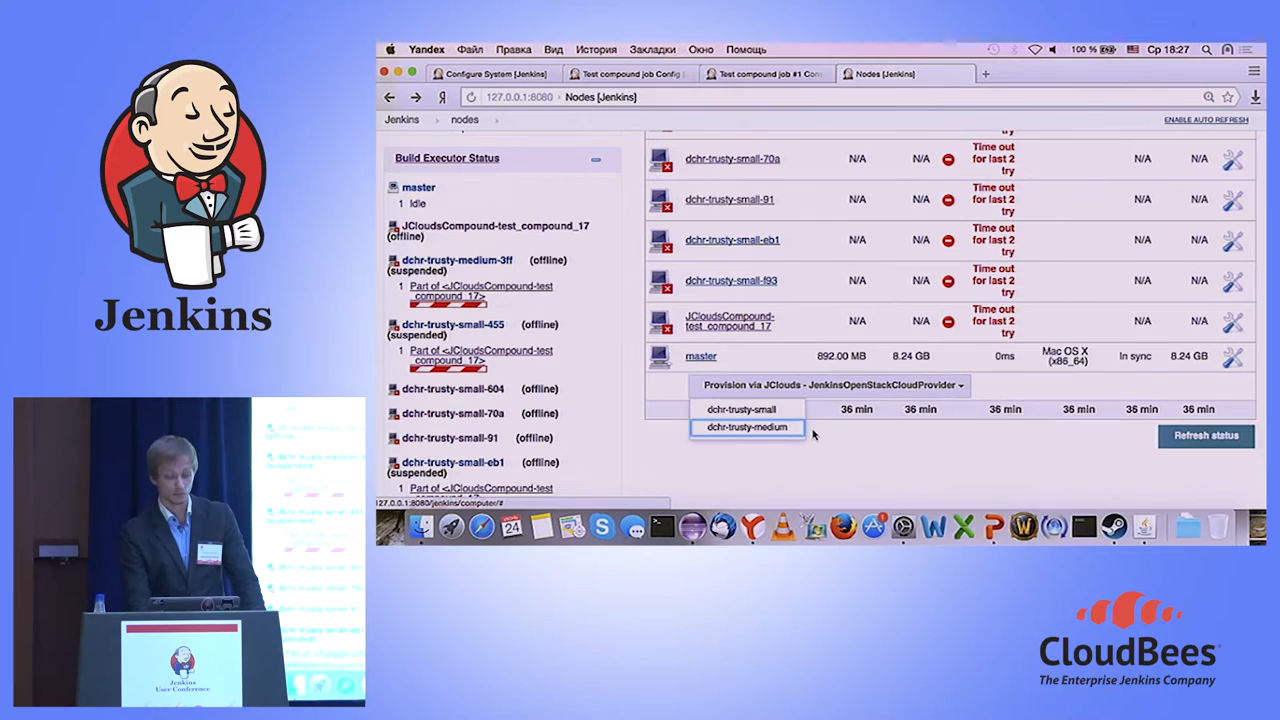 Jenkins
Yandex Файл Правка Вид История Закладки Окно Помощь 100 % Ср 18:27
Configure System [Jenkins]
Test compound job Config
Test compound job #1 Con
Nodes [Jenkins]
127.0.0.1:8080 › Nodes [Jenkins]
Jenkins
nodes
ENABLE AUTO REFRESH
Build Executor Status
master
1 Idle
JCloudsCompound-test_compound_17
(offline)
dchr-trusty-medium-3ff (offline)
(suspended)
1 Part of <JCloudsCompound-test
compound_17>
dchr-trusty-small-455 (offline)
(suspended)
1 Part of <JCloudsCompound-test
compound_17>
dchr-trusty-small-604 (offline)
dchr-trusty-small-70a (offline)
dchr-trusty-small-91 (offline)
dchr-trusty-small-eb1 (offline)
(suspended)
1 Part of <JCloudsCompound-test
127.0.0.1:8080/jenkins/computer/#
try
dchr-trusty-small-70a N/A N/A Time out for last 2 try N/A N/A
dchr-trusty-small-91 N/A N/A Time out for last 2 try N/A N/A
dchr-trusty-small-eb1 N/A N/A Time out for last 2 try N/A N/A
dchr-trusty-small-f93 N/A N/A Time out for last 2 try N/A N/A
JCloudsCompound-test_compound_17 N/A N/A Time out for last 2 try N/A N/A
master 892.00 MB 8.24 GB 0ms Mac OS X (x86_64) In sync 8.24 GB
Provision via JClouds - JenkinsOpenStackCloudProvider
dchr-trusty-small 36 min 36 min 36 min 36 min 36 min 36 min
dchr-trusty-medium
Refresh status
24
Jenkins
User Conference
CloudBees
The Enterprise Jenkins Company